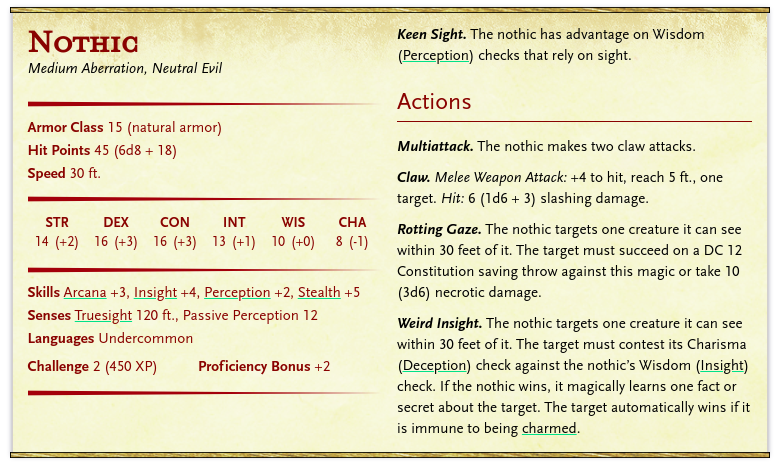 Nothic
Medium Aberration, Neutral Evil
Armor Class 15 (natural armor)
Hit Points 45 (6d8 + 18)
Speed 30 ft.
STR DEX CON INT WIS CHA
14 (+2) 16 (+3) 16 (+3) 13 (+1) 10 (+0) 8 (-1)
Skills Arcana +3, Insight +4, Perception +2, Stealth +5
Senses Truesight 120 ft., Passive Perception 12
Languages Undercommon
Challenge 2 (450 XP) Proficiency Bonus +2
Keen Sight. The nothic has advantage on Wisdom
(Perception) checks that rely on sight.
Actions
Multiattack. The nothic makes two claw attacks.
Claw. Melee Weapon Attack: +4 to hit, reach 5 ft., one
target. Hit: 6 (1d6 + 3) slashing damage.
Rotting Gaze. The nothic targets one creature it can see
within 30 feet of it. The target must succeed on a DC 12
Constitution saving throw against this magic or take 10
(3d6) necrotic damage.
Weird Insight. The nothic targets one creature it can see
within 30 feet of it. The target must contest its Charisma
(Deception) check against the nothic's Wisdom (Insight)
check. If the nothic wins, it magically learns one fact or
secret about the target. The target automatically wins if it
is immune to being charmed.